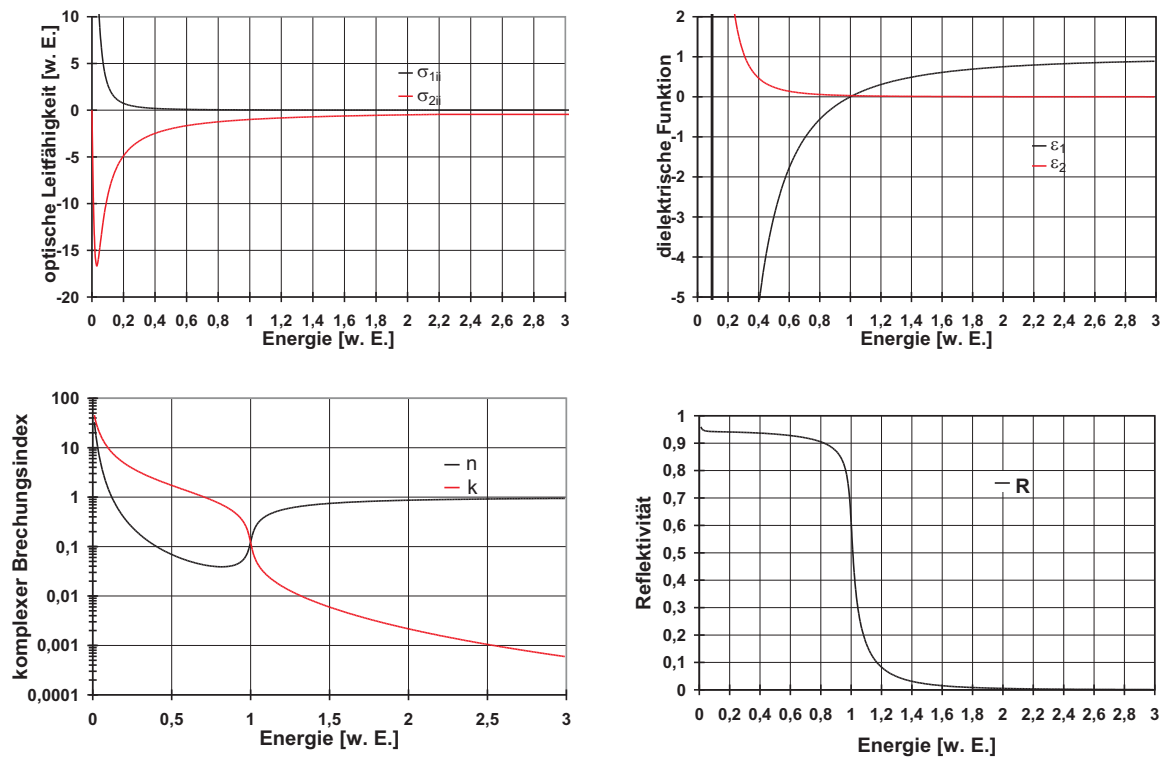 optische Leitfähigkeit [w. E.]
10
5
0
-5
-10
-15
-20
σ1ii
σ2ii
0 0,2 0,4 0,6 0,8 1 1,2 1,4 1,6 1,8 2 2,2 2,4 2,6 2,8 3
Energie [w. E.]
dielektrische Funktion
2
1
0
-1
-2
-3
-4
-5
ε1
ε2
0 0,2 0,4 0,6 0,8 1 1,2 1,4 1,6 1,8 2 2,2 2,4 2,6 2,8 3
Energie [w. E.]
komplexer Brechungsindex
100
10
1
0,1
0,01
0,001
0,0001
n
k
0 0,5 1 1,5 2 2,5 3
Energie [w. E.]
Reflektivität
1
0,9
0,8
0,7
0,6
0,5
0,4
0,3
0,2
0,1
0
R
0 0,2 0,4 0,6 0,8 1 1,2 1,4 1,6 1,8 2 2,2 2,4 2,6 2,8 3
Energie [w. E.]